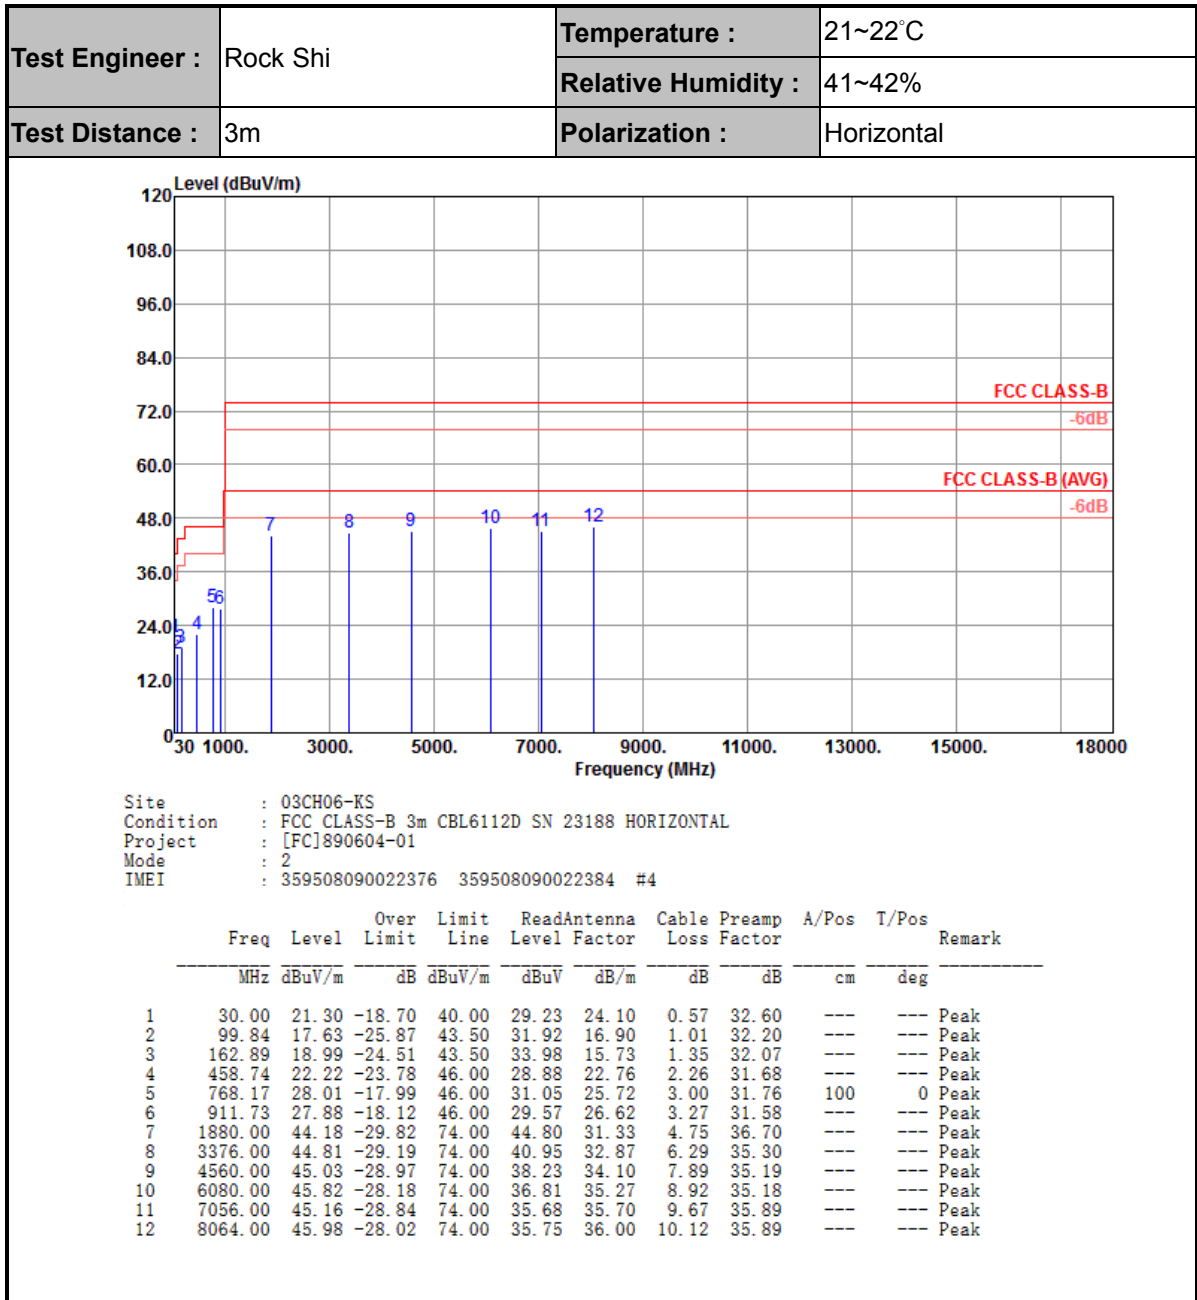 Test Engineer : Rock Shi Temperature : 21~22°C
Relative Humidity : 41~42%
Test Distance : 3m Polarization : Horizontal
Level (dBuV/m)
120
108.0
96.0
84.0
FCC CLASS-B
72.0
-6dB
60.0
FCC CLASS-B (AVG)
-6dB
48.0
7 8 9 10 11 12
36.0
5 6
24.0
1 2 3 4
12.0
0
30 1000. 3000. 5000. 7000. 9000. 11000. 13000. 15000. 18000
Frequency (MHz)
Site : 03CH06-KS
Condition : FCC CLASS-B 3m CBL6112D SN 23188 HORIZONTAL
Project : [FC]890604-01
Mode : 2
IMEI : 359508090022376 359508090022384 #4
Over Limit ReadAntenna Cable Preamp A/Pos T/Pos
Freq Level Limit Line Level Factor Loss Factor Remark
MHz dBuV/m dB dBuV/m dBuV dB/m dB dB cm deg
1 30.00 21.30 -18.70 40.00 29.23 24.10 0.57 32.60 --- --- Peak
2 99.84 17.63 -25.87 43.50 31.92 16.90 1.01 32.20 --- --- Peak
3 162.89 18.99 -24.51 43.50 33.98 15.73 1.35 32.07 --- --- Peak
4 458.74 22.22 -23.78 46.00 28.88 22.76 2.26 31.68 --- --- Peak
5 768.17 28.01 -17.99 46.00 31.05 25.72 3.00 31.76 100 0 Peak
6 911.73 27.88 -18.12 46.00 29.57 26.62 3.27 31.58 --- --- Peak
7 1880.00 44.18 -29.82 74.00 44.80 31.33 4.75 36.70 --- --- Peak
8 3376.00 44.81 -29.19 74.00 40.95 32.87 6.29 35.30 --- --- Peak
9 4560.00 45.03 -28.97 74.00 38.23 34.10 7.89 35.19 --- --- Peak
10 6080.00 45.82 -28.18 74.00 36.81 35.27 8.92 35.18 --- --- Peak
11 7056.00 45.16 -28.84 74.00 35.68 35.70 9.67 35.89 --- --- Peak
12 8064.00 45.98 -28.02 74.00 35.75 36.00 10.12 35.89 --- --- Peak